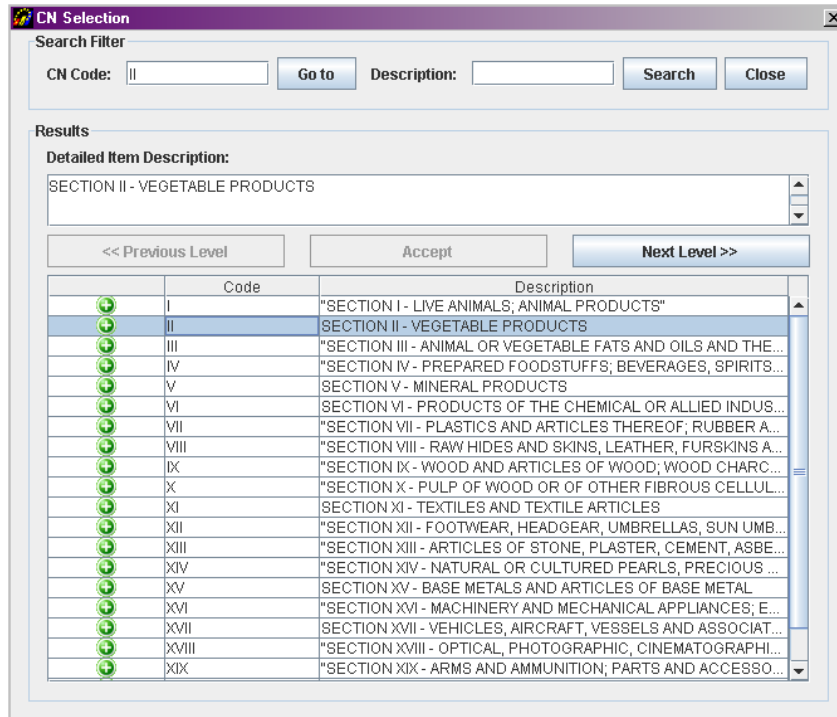 CN Selection
Search Filter
CN Code: II Go to Description: Search Close
Results
Detailed Item Description:
SECTION II - VEGETABLE PRODUCTS
<< Previous Level Accept Next Level >>
Code Description
I "SECTION I - LIVE ANIMALS; ANIMAL PRODUCTS"
II SECTION II - VEGETABLE PRODUCTS
III "SECTION III - ANIMAL OR VEGETABLE FATS AND OILS AND THE...
IV "SECTION IV - PREPARED FOODSTUFFS; BEVERAGES, SPIRITS...
V SECTION V - MINERAL PRODUCTS
VI SECTION VI - PRODUCTS OF THE CHEMICAL OR ALLIED INDUS...
VII "SECTION VII - PLASTICS AND ARTICLES THEREOF; RUBBER A...
VIII "SECTION VIII - RAW HIDES AND SKINS, LEATHER, FURSKINS A...
IX "SECTION IX - WOOD AND ARTICLES OF WOOD; WOOD CHARC...
X "SECTION X - PULP OF WOOD OR OF OTHER FIBROUS CELLUL...
XI SECTION XI - TEXTILES AND TEXTILE ARTICLES
XII "SECTION XII - FOOTWEAR, HEADGEAR, UMBRELLAS, SUN UMB...
XIII "SECTION XIII - ARTICLES OF STONE, PLASTER, CEMENT, ASBE...
XIV "SECTION XIV - NATURAL OR CULTURED PEARLS, PRECIOUS ...
XV SECTION XV - BASE METALS AND ARTICLES OF BASE METAL
XVI "SECTION XVI - MACHINERY AND MECHANICAL APPLIANCES; E...
XVII SECTION XVII - VEHICLES, AIRCRAFT, VESSELS AND ASSOCIAT...
XVIII "SECTION XVIII - OPTICAL, PHOTOGRAPHIC, CINEMATOGRAPHI...
XIX "SECTION XIX - ARMS AND AMMUNITION; PARTS AND ACCESSO...